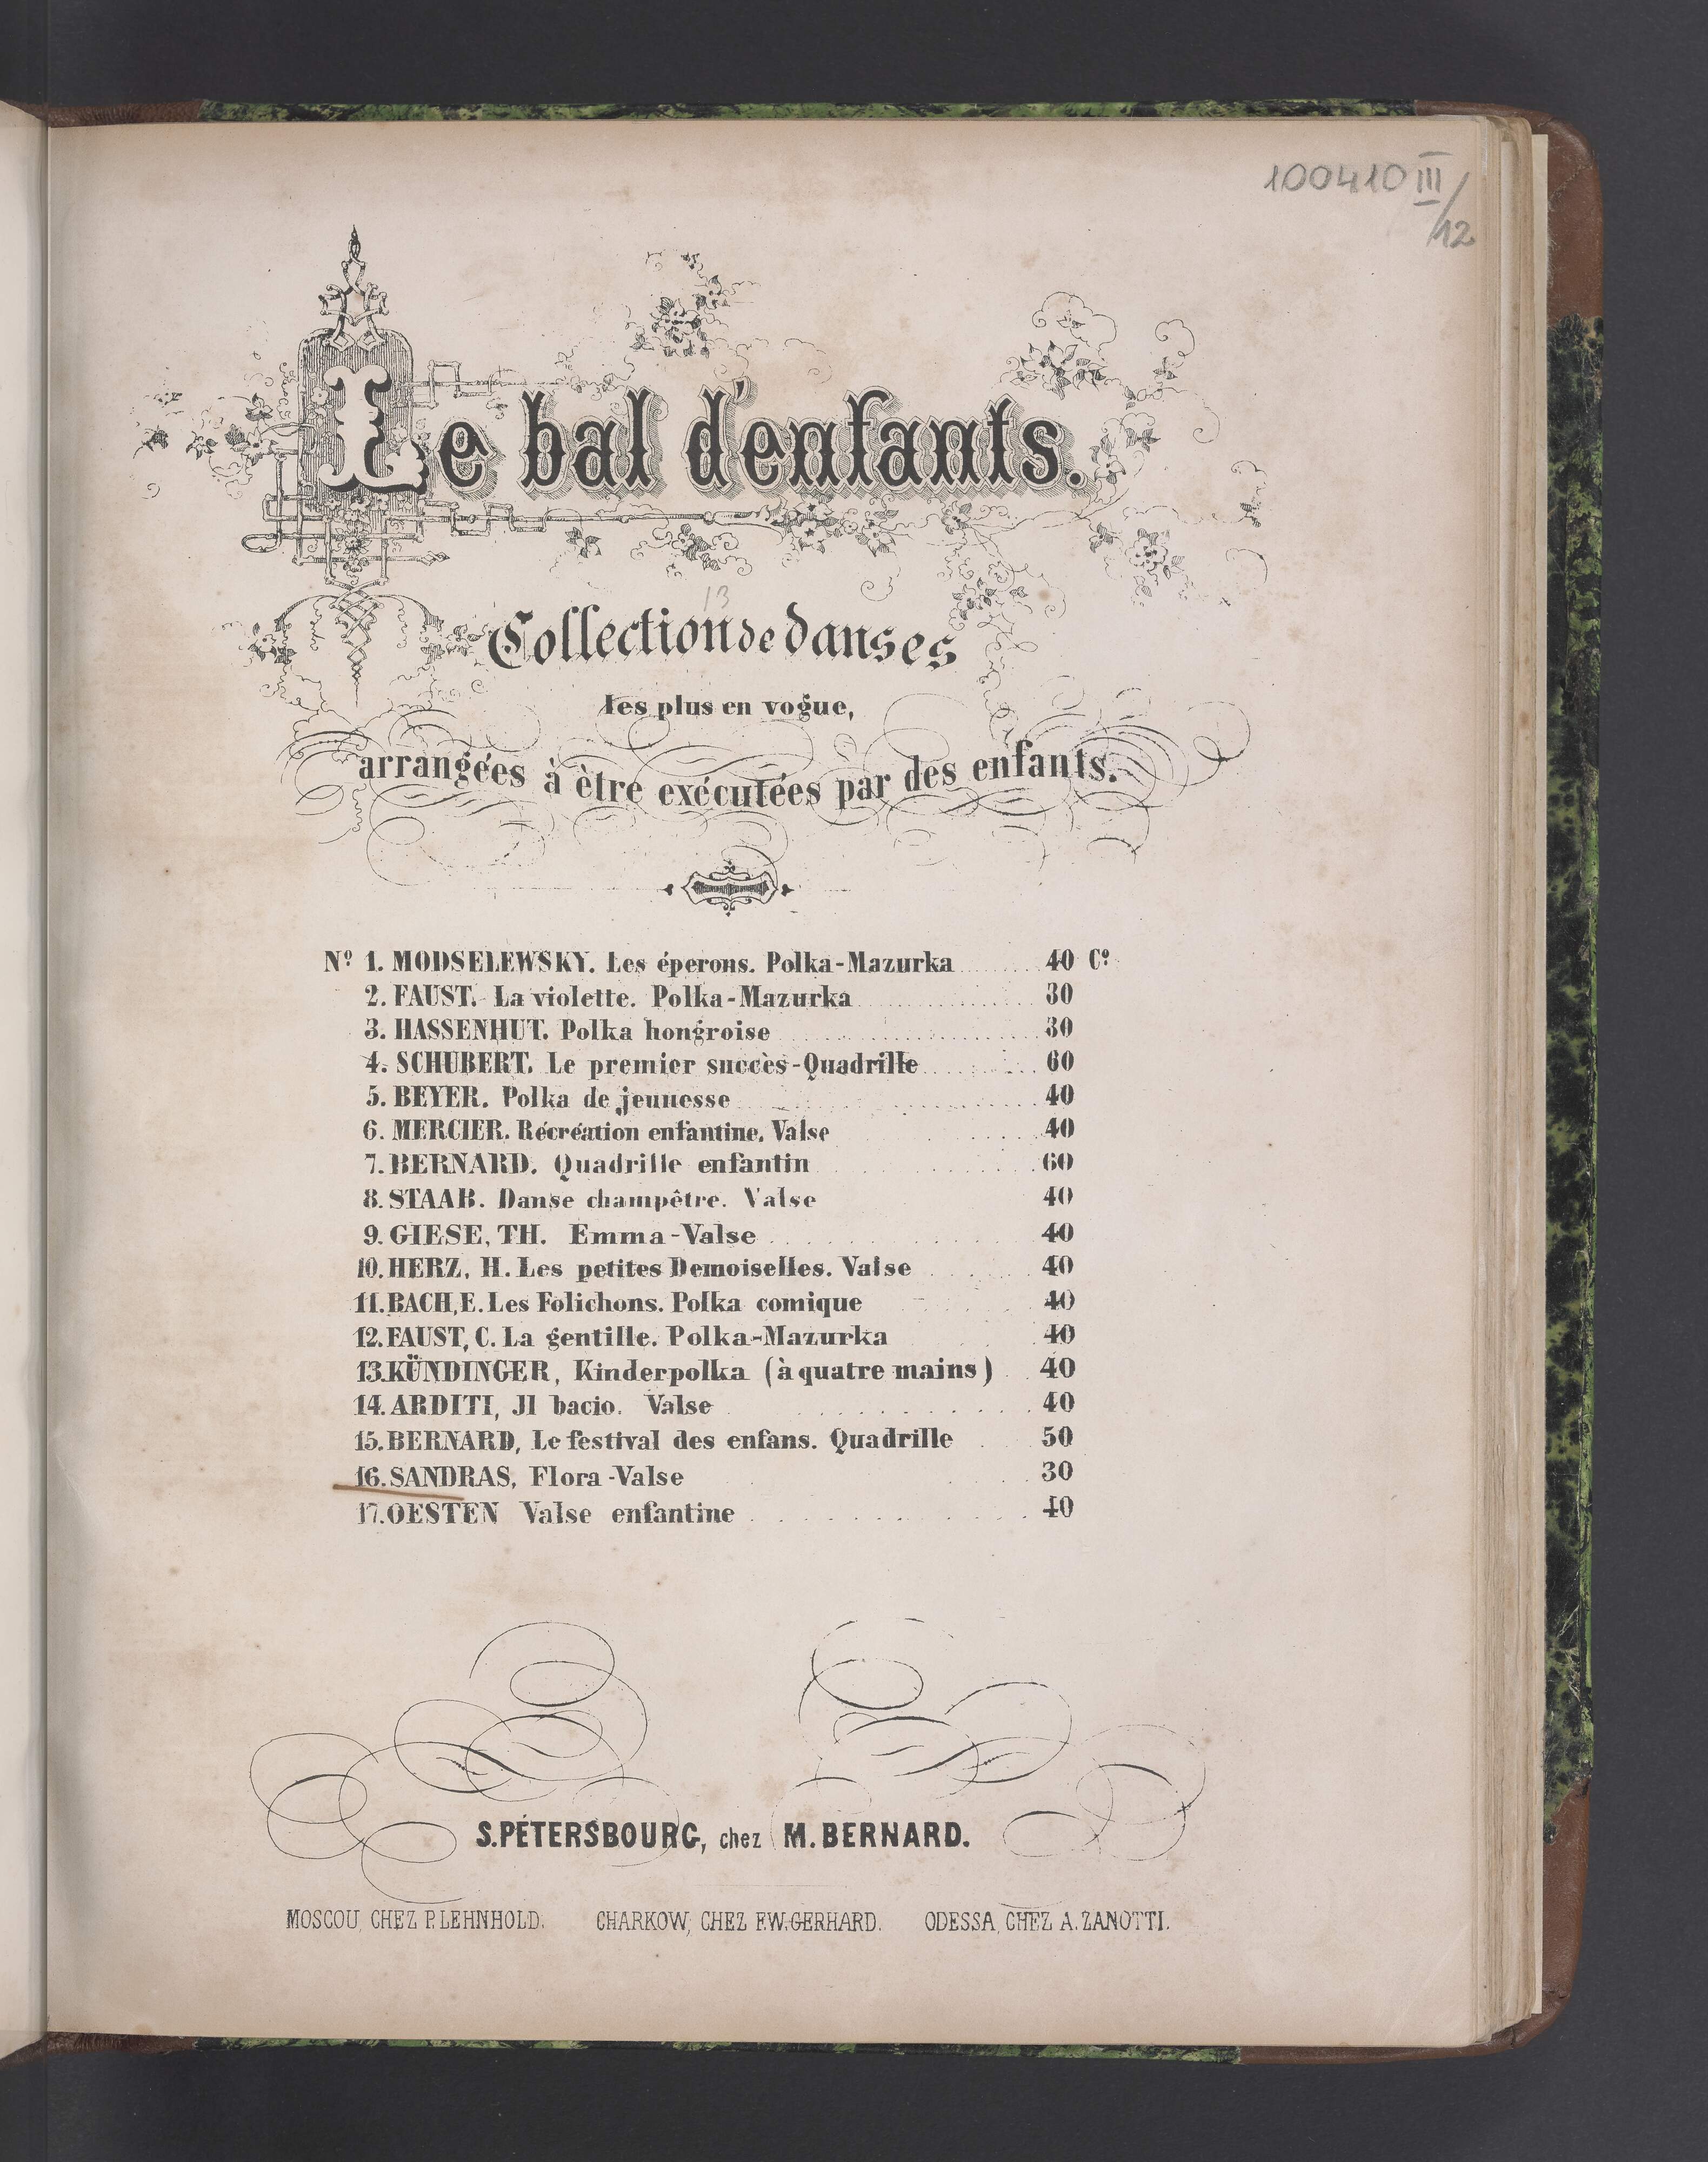 100410 III/
12
Le bal d'enfants.
13
Collection de danses
les plus en vogue,
arrangées à ètre exécutées par des enfants.
Nº 1. MODSELEWSKY. Les éperons. Polka-Mazurka 40 Cº
2. FAUST. La violette. Polka-Mazurka 30
3. HASSENHUT. Polka hongroise 30
4. SCHUBERT. Le premier succès-Quadrille 60
5. BEYER. Polka de jeunesse 40
6. MERCIER. Récréation enfantine. Valse 40
7. BERNARD. Quadrille enfantin 60
8. STAAB. Danse champêtre. Valse 40
9. GIESE, TH. Emma-Valse 40
10. HERZ, H. Les petites Demoiselles. Valse 40
11. BACH, E. Les Folichons. Polka comique 40
12. FAUST, C. La gentille. Polka-Mazurka 40
13. KÜNDINGER, Kinderpolka (à quatre mains) 40
14. ARDITI, Jl bacio. Valse 40
15. BERNARD, Le festival des enfans. Quadrille 50
16. SANDRAS, Flora-Valse 30
17. OESTEN Valse enfantine 40
S. PÉTERSBOURG, chez M. BERNARD.
MOSCOU, CHEZ P. LEHNHOLD. CHARKOW, CHEZ F.W. GERHARD. ODESSA, CHEZ A. ZANOTTI.